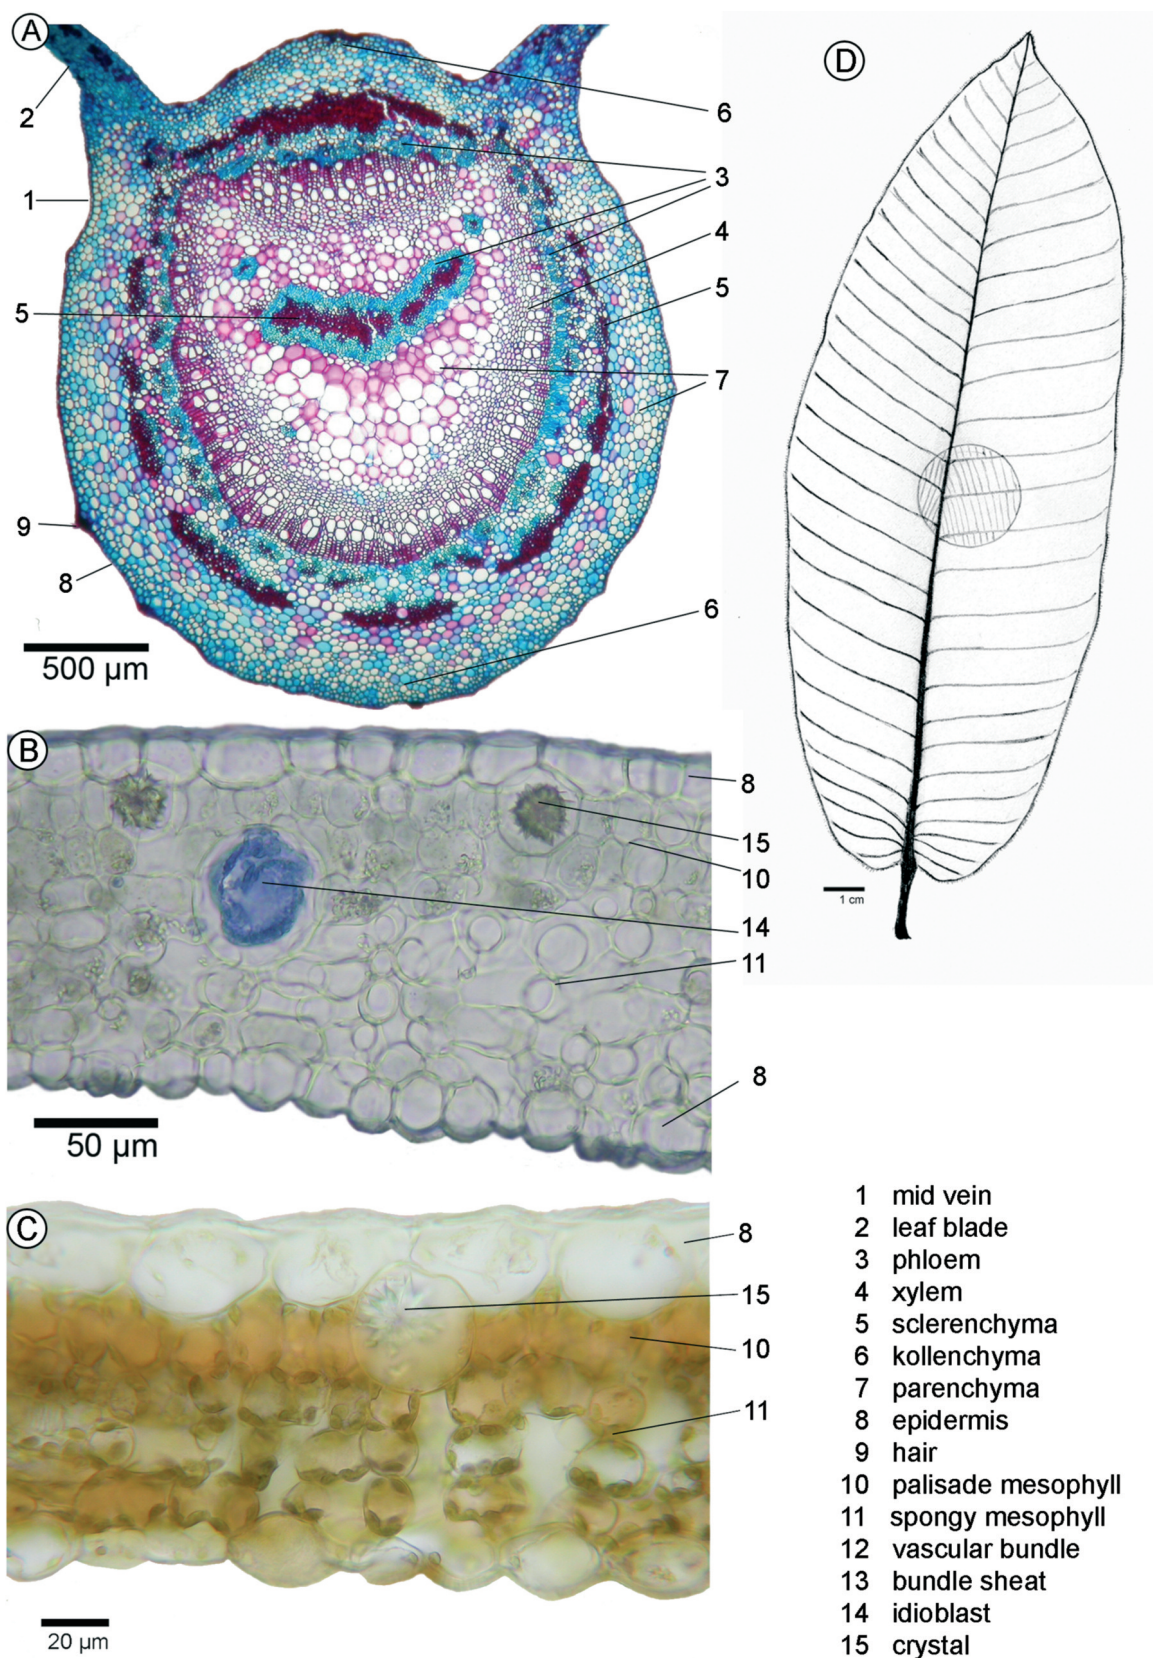 A
2
1
5
9
8
500 µm
6
3
4
5
7
6
D
1 cm
B
8
15
10
14
11
8
50 µm
C
8
15
10
11
20 µm
1 mid vein
2 leaf blade
3 phloem
4 xylem
5 sclerenchyma
6 kollenchyma
7 parenchyma
8 epidermis
9 hair
10 palisade mesophyll
11 spongy mesophyll
12 vascular bundle
13 bundle sheat
14 idioblast
15 crystal